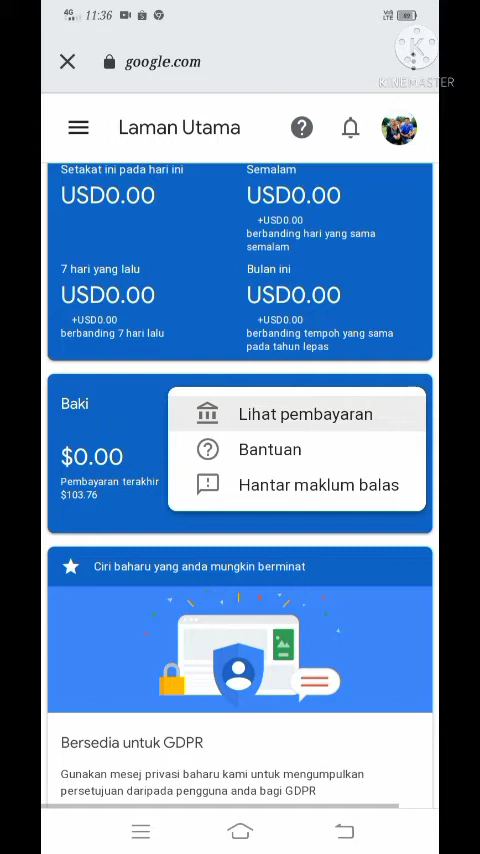 4G 11:36 VoLTE 89
google.com
KINEMASTER
Laman Utama
Setakat ini pada hari ini
USD0.00
Semalam
USD0.00
+USD0.00
berbanding hari yang sama
semalam
7 hari yang lalu
USD0.00
+USD0.00
berbanding 7 hari lalu
Bulan ini
USD0.00
+USD0.00
berbanding tempoh yang sama
pada tahun lepas
Baki
$0.00
Pembayaran terakhir
$103.76
Lihat pembayaran
Bantuan
Hantar maklum balas
Ciri baharu yang anda mungkin berminat
Bersedia untuk GDPR
Gunakan mesej privasi baharu kami untuk mengumpulkan
persetujuan daripada pengguna anda bagi GDPR